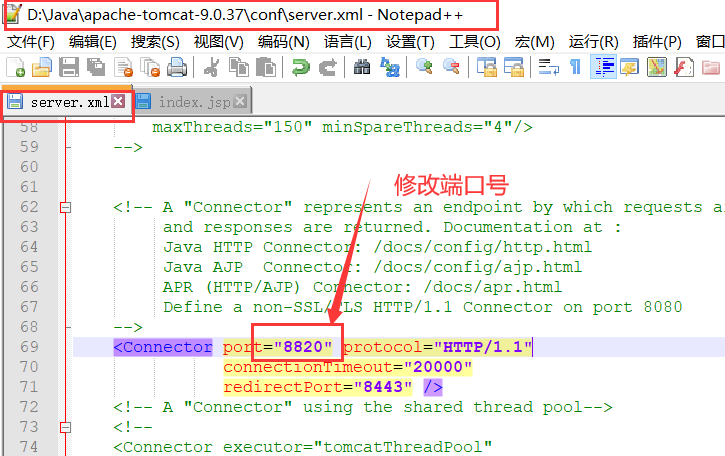 D:\Java\apache-tomcat-9.0.37\conf\server.xml - Notepad++
文件(F) 编辑(E) 搜索(S) 视图(V) 编码(N) 语言(L) 设置(T) 工具(O) 宏(M) 运行(R) 插件(P) 窗口
server.xml index.jsp
58 maxThreads="150" minSpareThreads="4"/>
59 -->
60
61
修改端口号
62 <!-- A "Connector" represents an endpoint by which requests a
63 and responses are returned. Documentation at :
64 Java HTTP Connector: /docs/config/http.html
65 Java AJP Connector: /docs/config/ajp.html
66 APR (HTTP/AJP) Connector: /docs/apr.html
67 Define a non-SSL/TLS HTTP/1.1 Connector on port 8080
68 -->
69 <Connector port="8820" protocol="HTTP/1.1"
70 connectionTimeout="20000"
71 redirectPort="8443" />
72 <!-- A "Connector" using the shared thread pool-->
73 <!--
74 <Connector executor="tomcatThreadPool"